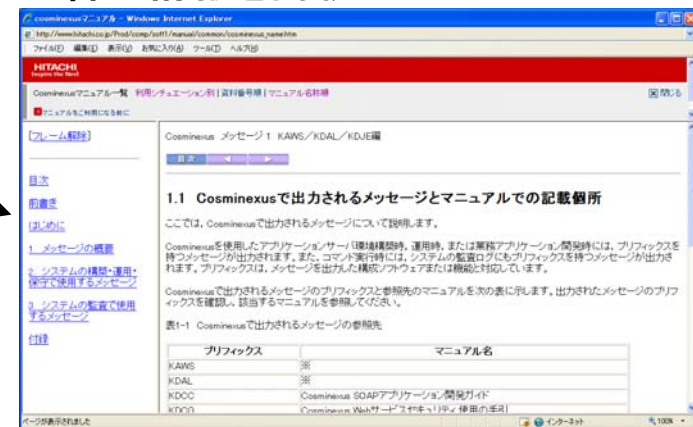 cosminexusマニュアル - Windows Internet Explorer
http://www.hitachi.co.jp/Prod/comp/soft1/manual/common/cosminexus_name.htm
ファイル(F) 編集(E) 表示(V) お気に入り(A) ツール(T) ヘルプ(H)
HITACHI
Inspire the Next
Cosminexusマニュアル一覧 利用シチュエーション別 | 資料番号順 | マニュアル名称順 閉じる
マニュアルをご利用になる前に
[フレーム解除]
目次
前書き
はじめに
1. メッセージの概要
2. システムの構築・運用・
保守で使用するメッセージ
3. システムの監査で使用
するメッセージ
付録
Cosminexus メッセージ1 KAWS/KDAL/KDJE編
目次
1.1 Cosminexusで出力されるメッセージとマニュアルでの記載個所
ここでは、Cosminexusで出力されるメッセージについて説明します。
Cosminexusを使用したアプリケーションサーバ環境構築時、運用時、または業務アプリケーション開発時には、プリフィックスを
持つメッセージが出力されます。また、コマンド実行時には、システムの監査ログにもプリフィックスを持つメッセージが出力さ
れます。プリフィックスは、メッセージを出力した構成ソフトウェアまたは機能と対応しています。
Cosminexusで出力されるメッセージのプリフィックスと参照先のマニュアルを次の表に示します。出力されたメッセージのプリフ
ィックスを確認し、該当するマニュアルを参照してください。
表1-1 Cosminexusで出力されるメッセージの参照先
プリフィックス マニュアル名
KAWS ※
KDAL ※
KDCC Cosminexus SOAPアプリケーション開発ガイド
KDCG Cosminexus Webサービスセキュリティ 使用の手引
ページが表示されました インターネット 100%